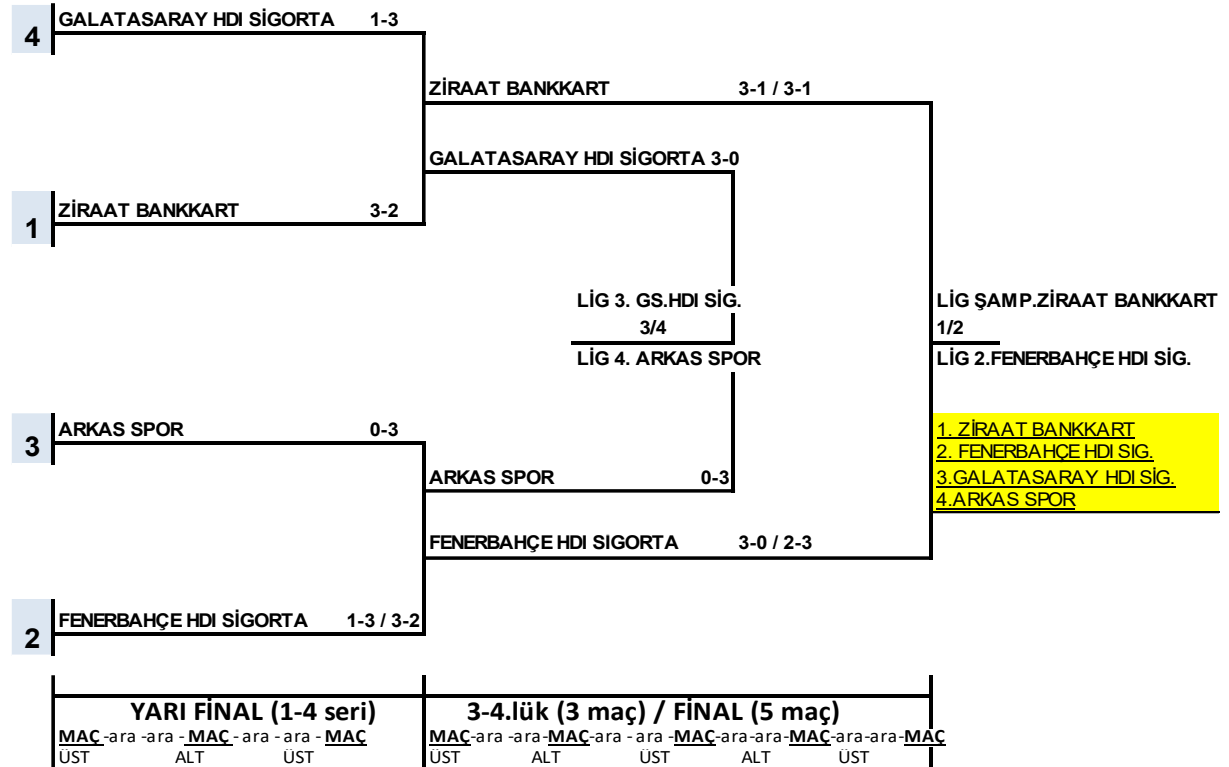 4
GALATASARAY HDI SİGORTA 1-3
ZİRAAT BANKKART 3-1 / 3-1
GALATASARAY HDI SİGORTA 3-0
1
ZİRAAT BANKKART 3-2
LİG 3. GS.HDI SİG.
3/4
LİG 4. ARKAS SPOR
LİG ŞAMP.ZİRAAT BANKKART
1/2
LİG 2.FENERBAHÇE HDI SİG.
3
ARKAS SPOR 0-3
1. ZİRAAT BANKKART
2. FENERBAHÇE HDI SIG.
3.GALATASARAY HDI SİG.
4.ARKAS SPOR
ARKAS SPOR 0-3
FENERBAHÇE HDI SIGORTA 3-0 / 2-3
2
FENERBAHÇE HDI SİGORTA 1-3 / 3-2
YARI FİNAL (1-4 seri)
MAÇ -ara -ara - MAÇ - ara - ara - MAÇ
ÜST ALT ÜST
3-4.lük (3 maç) / FİNAL (5 maç)
MAÇ-ara -ara-MAÇ-ara - ara -MAÇ-ara-ara-MAÇ-ara-ara-MAÇ
ÜST ALT ÜST ALT ÜST